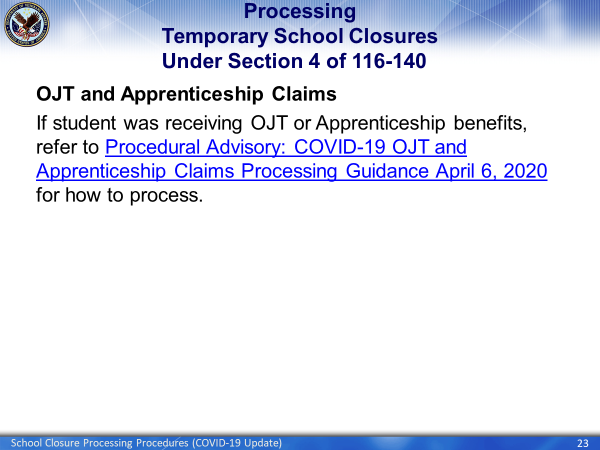 Processing
Temporary School Closures
Under Section 4 of 116-140
OJT and Apprenticeship Claims
If student was receiving OJT or Apprenticeship benefits,
refer to Procedural Advisory: COVID-19 OJT and
Apprenticeship Claims Processing Guidance April 6, 2020
for how to process.
School Closure Processing Procedures (COVID-19 Update)
23